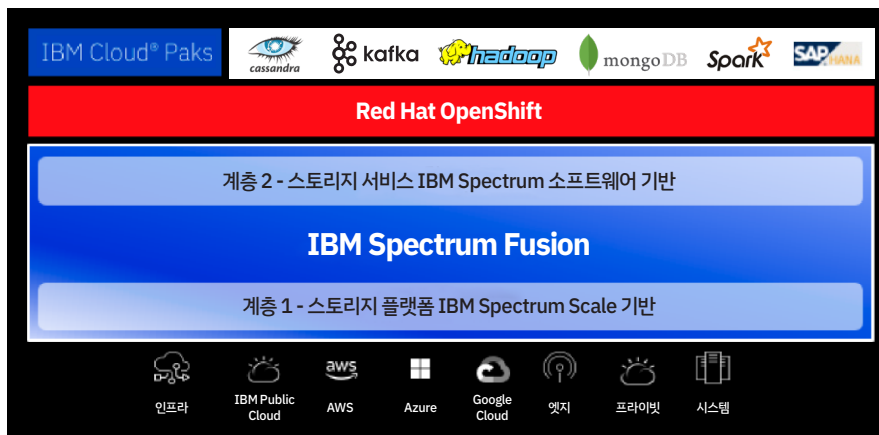 IBM Cloud® Paks
cassandra
kafka
hadoop
mongoDB
Spark
SAP HANA
Red Hat OpenShift
계층 2 - 스토리지 서비스 IBM Spectrum 소프트웨어 기반
IBM Spectrum Fusion
계층 1 - 스토리지 플랫폼 IBM Spectrum Scale 기반
인프라
IBM Public
Cloud
aws
AWS
Azure
Google
Cloud
엣지
프라이빗
시스템